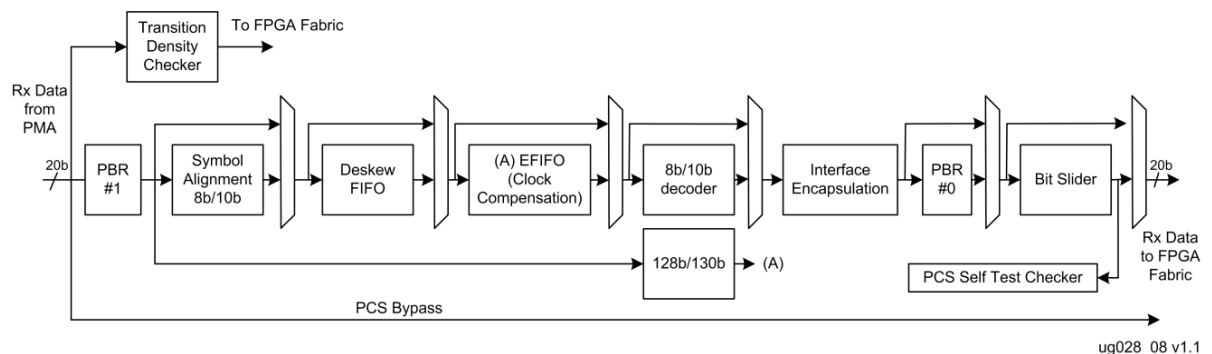 Transition
Density
Checker
To FPGA Fabric
Rx Data
from
PMA
20b
PBR
#1
Symbol
Alignment
8b/10b
Deskew
FIFO
(A) EFIFO
(Clock
Compensation)
8b/10b
decoder
Interface
Encapsulation
PBR
#0
Bit Slider
20b
128b/130b
(A)
PCS Self Test Checker
Rx Data
to FPGA
Fabric
PCS Bypass
ug028_08 v1.1